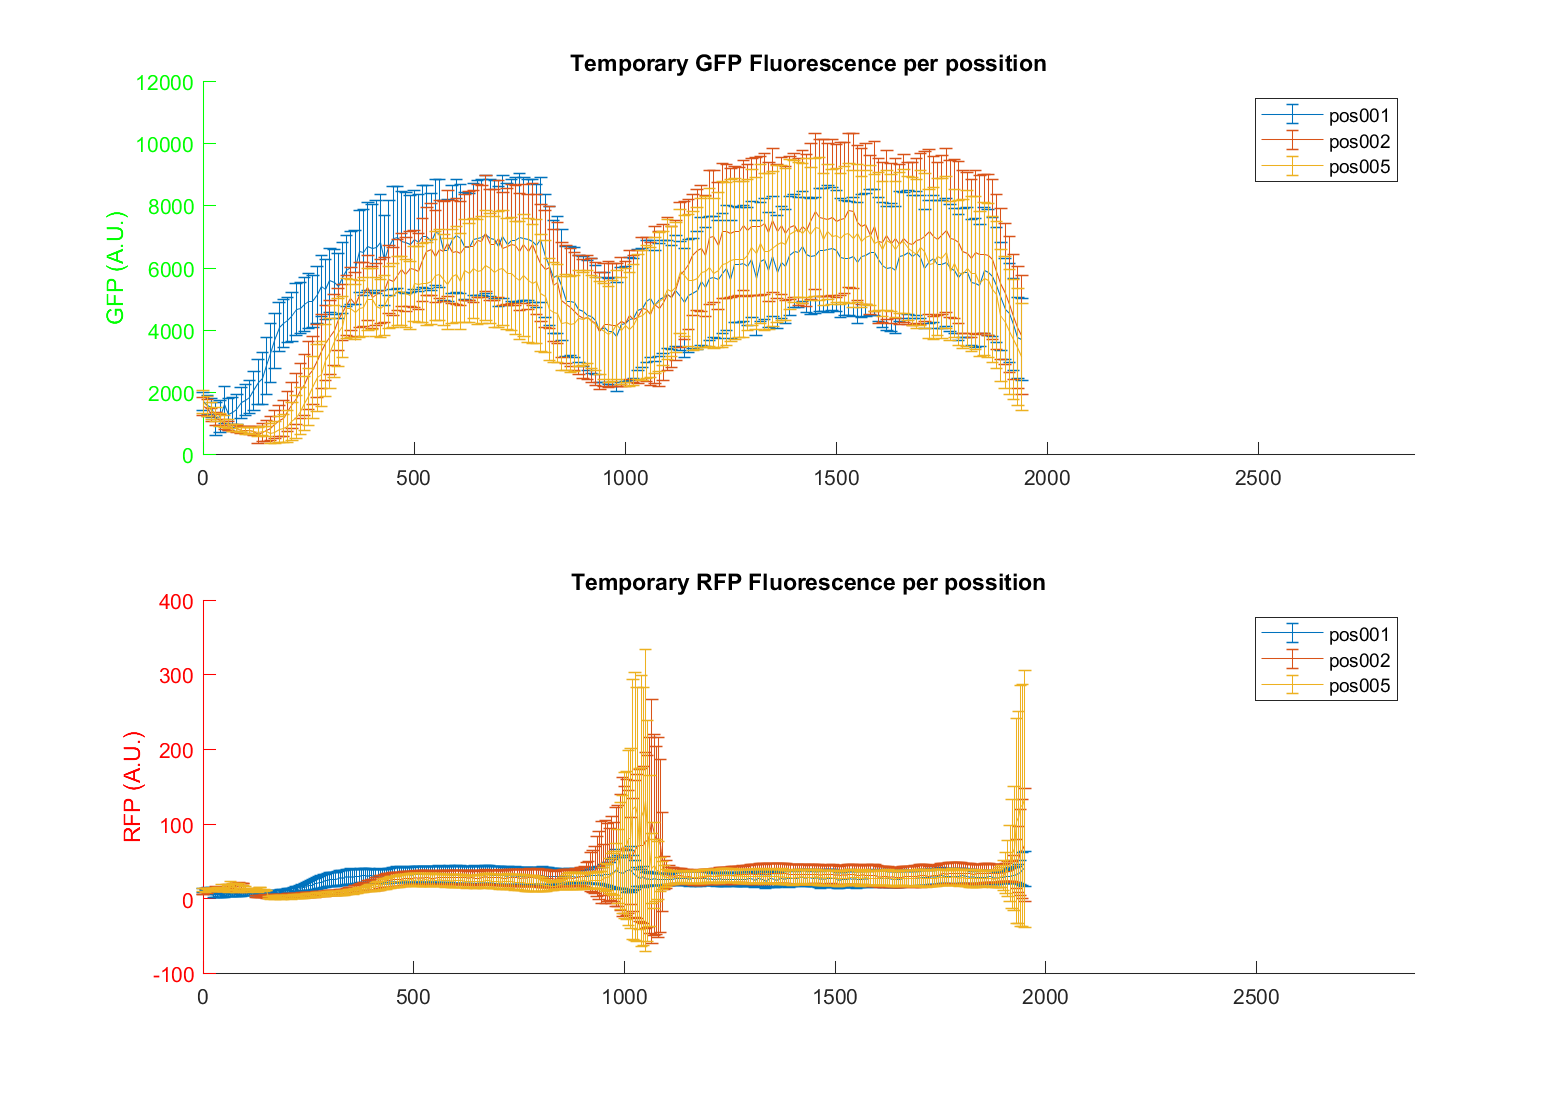 Temporary GFP Fluorescence per possition
GFP (A.U.)
12000
10000
8000
6000
4000
2000
0
0 500 1000 1500 2000 2500
pos001
pos002
pos005
Temporary RFP Fluorescence per possition
RFP (A.U.)
400
300
200
100
0
-100
0 500 1000 1500 2000 2500
pos001
pos002
pos005